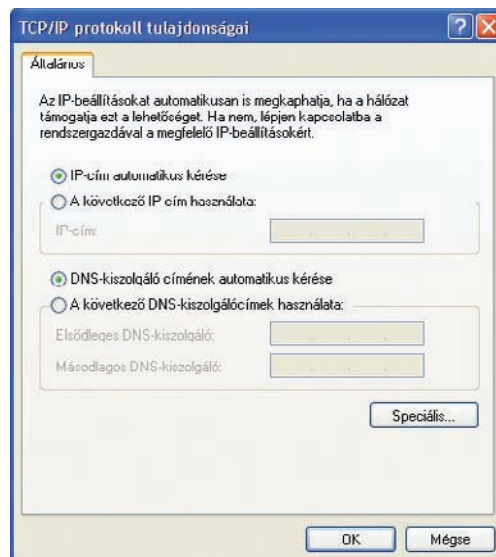 TCP/IP protokoll tulajdonságai
Általános
Az IP-beállításokat automatikusan is megkaphatja, ha a hálózat
támogatja ezt a lehetőséget. Ha nem, lépjen kapcsolatba a
rendszergazdával a megfelelő IP-beállításokért.
IP-cím automatikus kérése
A következő IP cím használata:
IP-cím:
DNS-kiszolgáló címének automatikus kérése
A következő DNS-kiszolgálócímek használata:
Elsődleges DNS-kiszolgáló:
Másodlagos DNS-kiszolgáló:
Speciális...
OK
Mégse